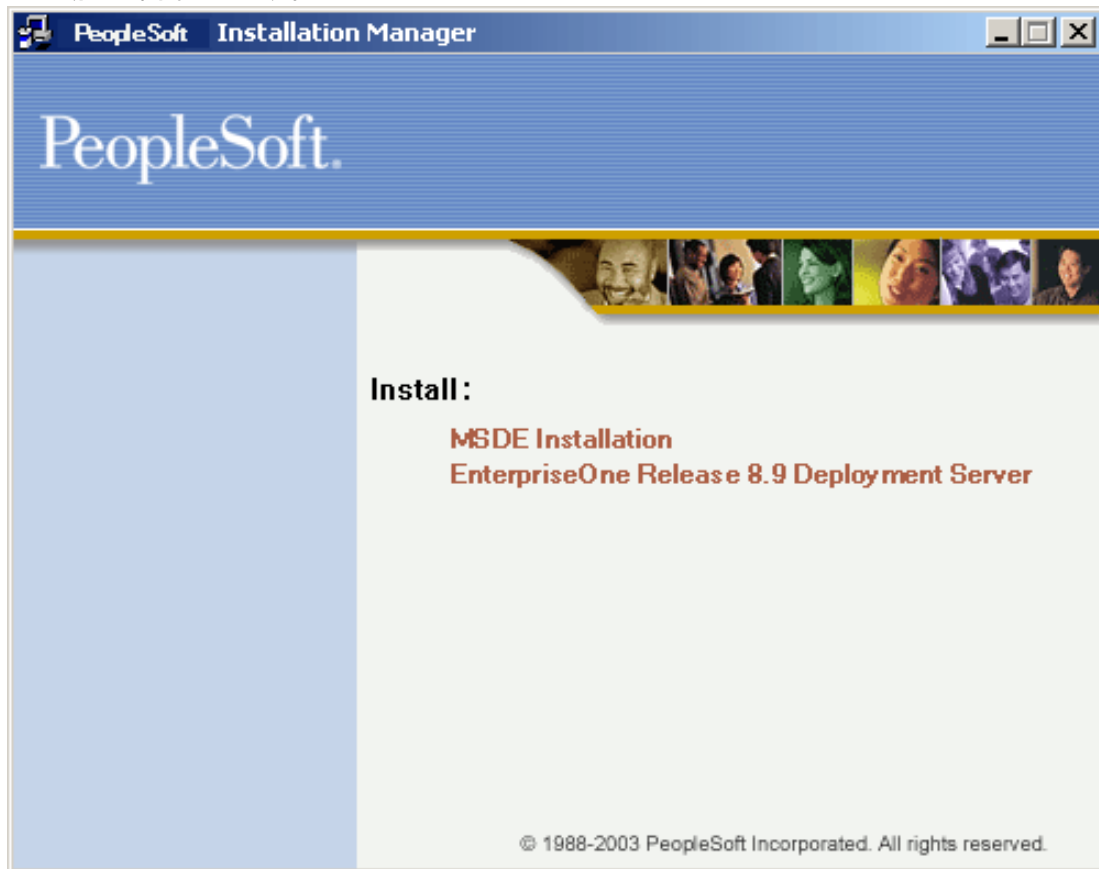 PeopleSoft Installation Manager
PeopleSoft.
Install:
MSDE Installation
EnterpriseOne Release 8.9 Deployment Server
© 1988-2003 PeopleSoft Incorporated. All rights reserved.